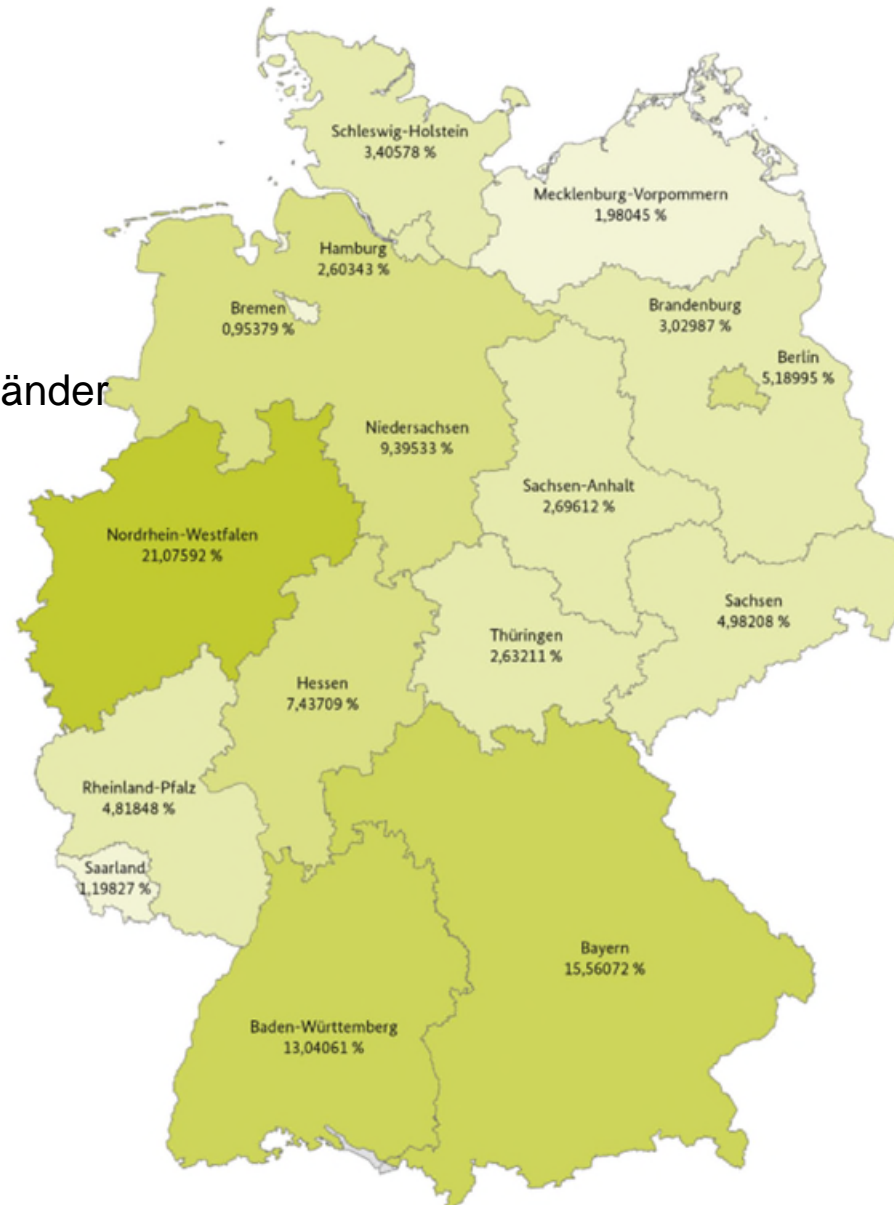 Schleswig-Holstein
3,40578 %
Mecklenburg-Vorpommern
1,98045 %
Hamburg
2,60343 %
Bremen
0,95379 %
Brandenburg
3,02987 %
Berlin
5,18995 %
änder
Niedersachsen
9,39533 %
Sachsen-Anhalt
2,69612 %
Nordrhein-Westfalen
21,07592 %
Sachsen
4,98208 %
Thüringen
2,63211 %
Hessen
7,43709 %
Rheinland-Pfalz
4,81848 %
Saarland
1,19827 %
Bayern
15,56072 %
Baden-Württemberg
13,04061 %